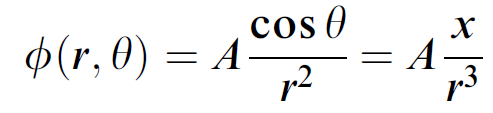 ϕ(r, θ) = A cos θ / r² = A x / r³